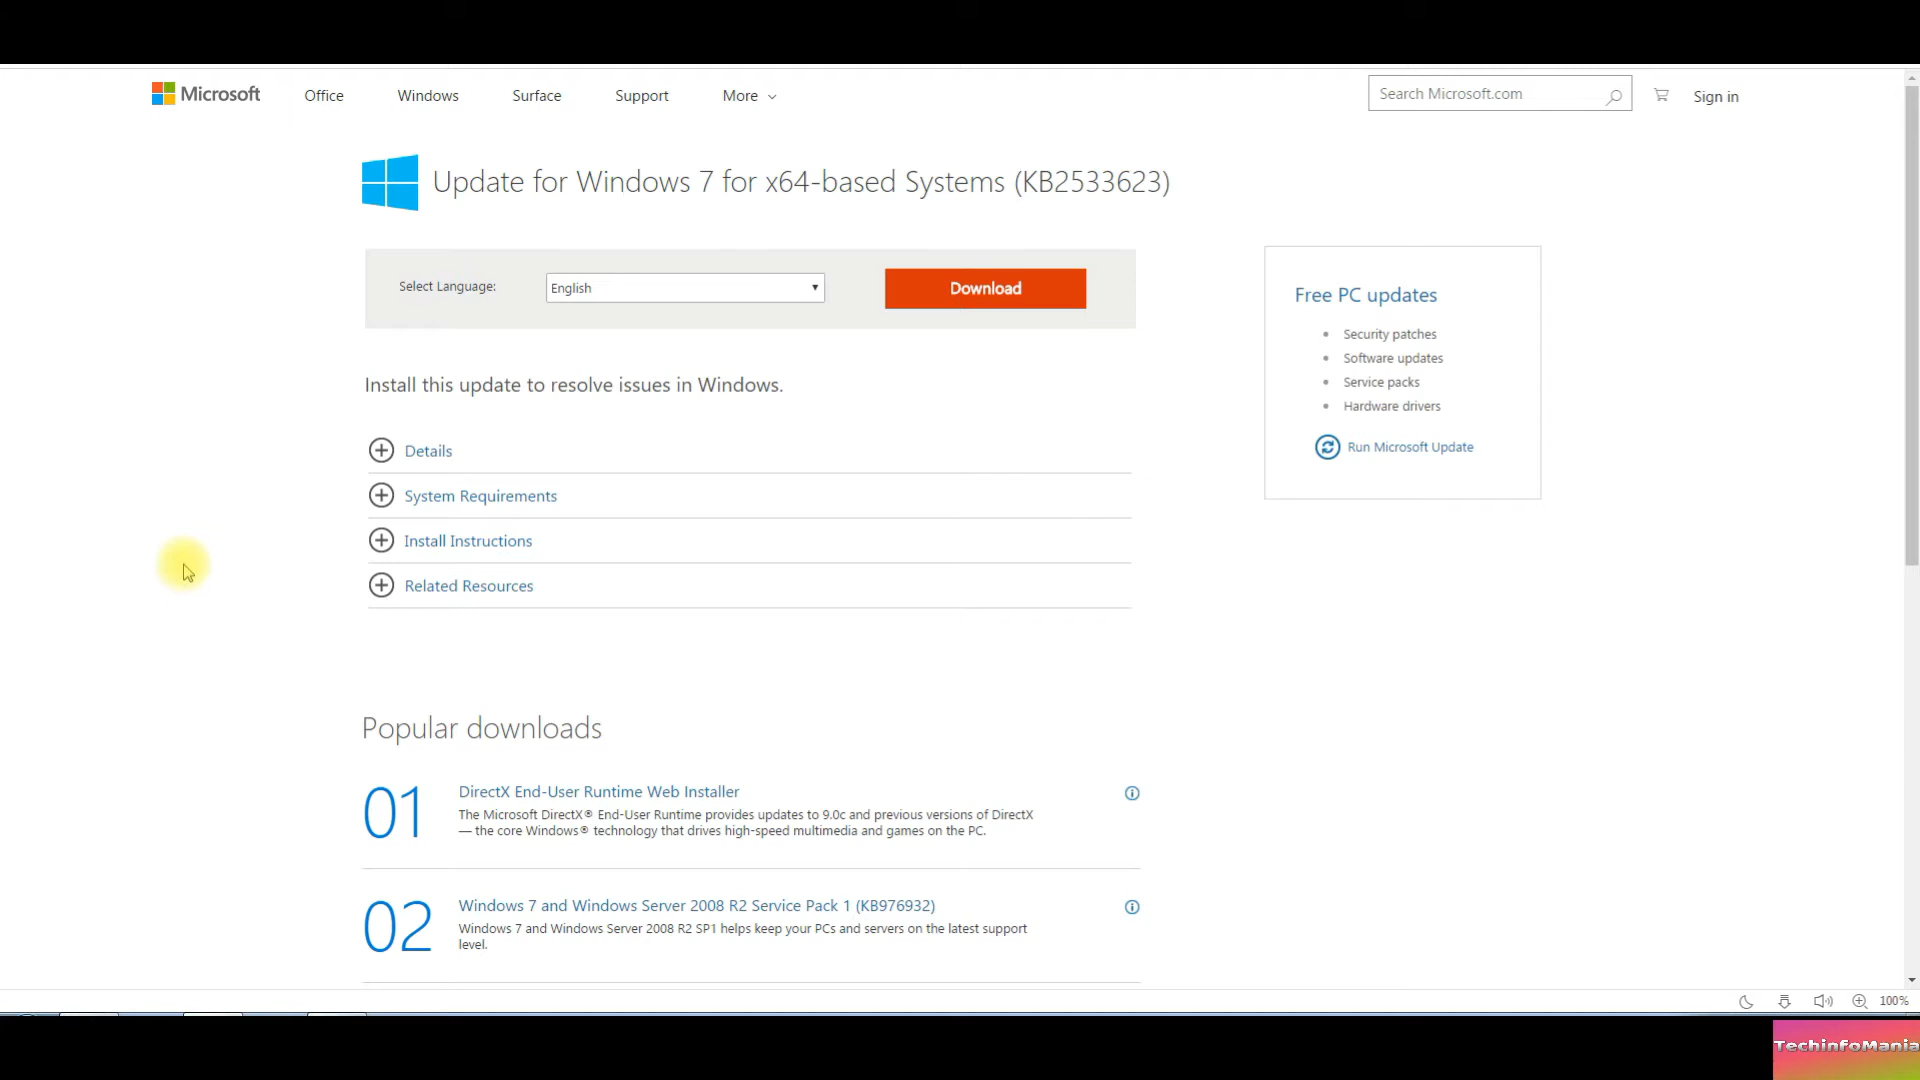 Microsoft Office Windows Surface Support More Search Microsoft.com Sign in
Update for Windows 7 for x64-based Systems (KB2533623)
Select Language: English Download
Free PC updates
Security patches
Software updates
Service packs
Hardware drivers
Run Microsoft Update
Install this update to resolve issues in Windows.
Details
System Requirements
Install Instructions
Related Resources
Popular downloads
01
DirectX End-User Runtime Web Installer
The Microsoft DirectX® End-User Runtime provides updates to 9.0c and previous versions of DirectX
— the core Windows® technology that drives high-speed multimedia and games on the PC.
02
Windows 7 and Windows Server 2008 R2 Service Pack 1 (KB976932)
Windows 7 and Windows Server 2008 R2 SP1 helps keep your PCs and servers on the latest support
level.
100%
TechinfoMania